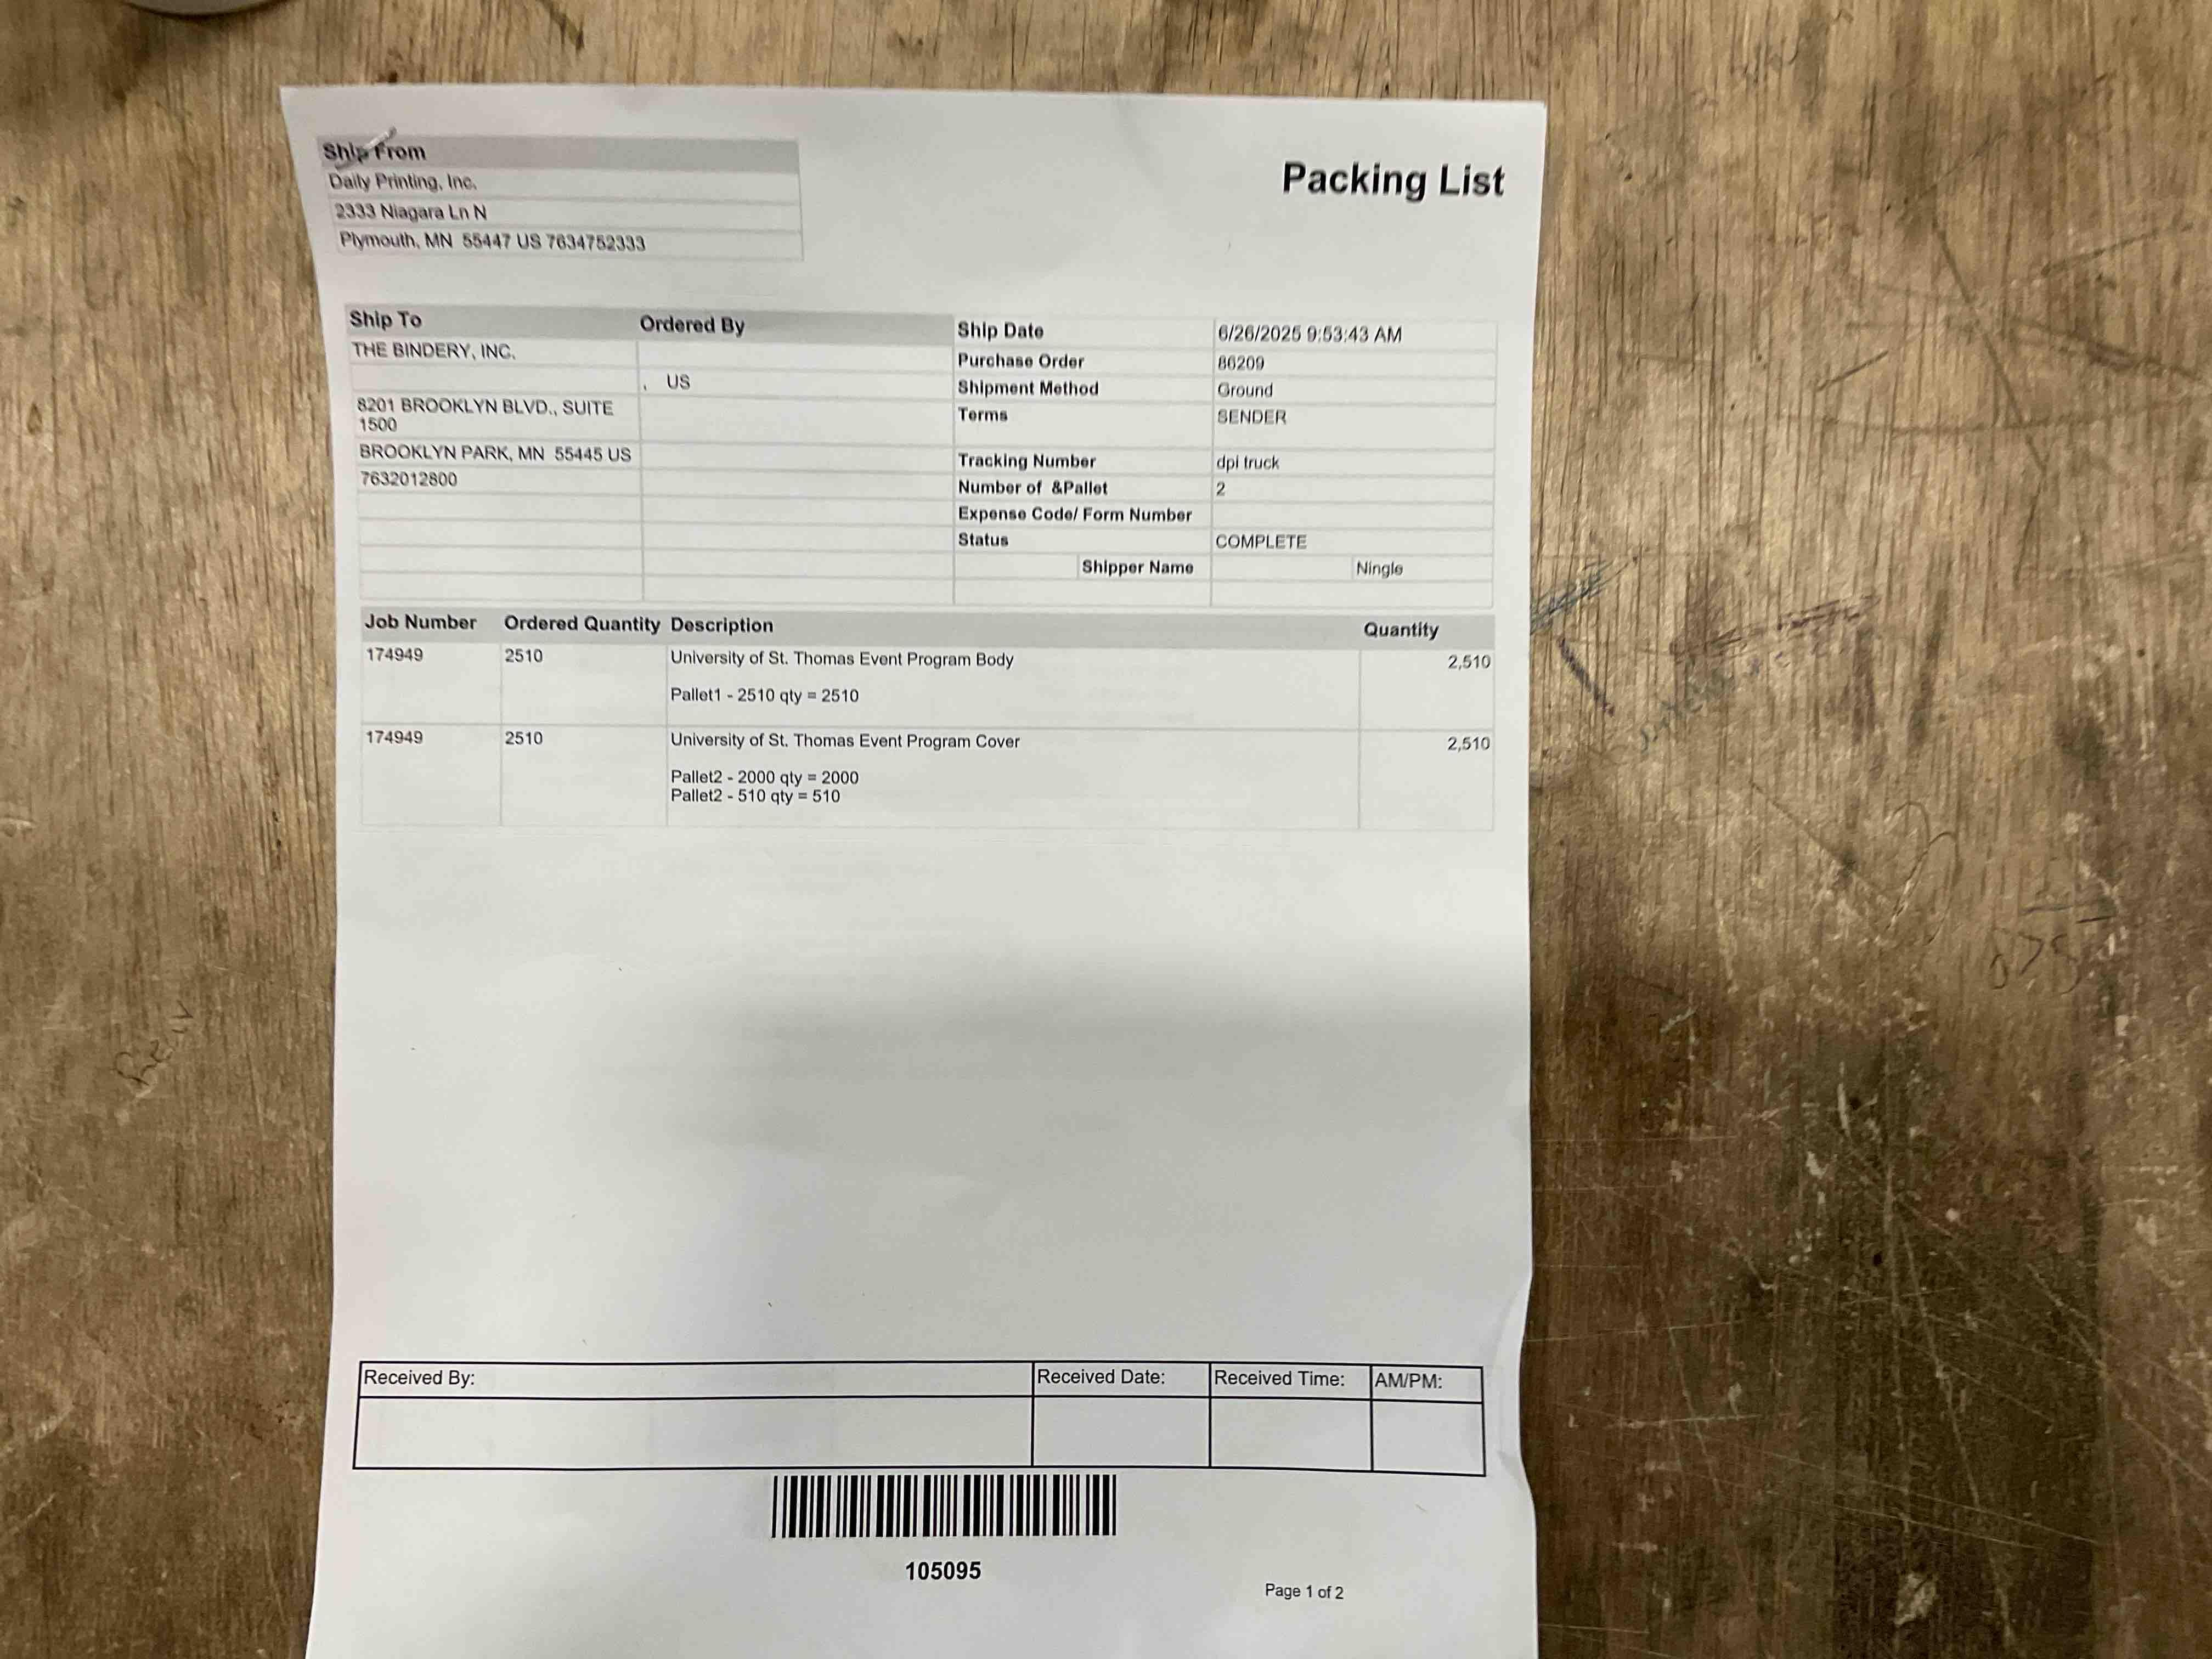 Ship From
Daily Printing, Inc.
2333 Niagara Ln N
Plymouth, MN 55447 US 7634752333
Packing List
Ship To
THE BINDERY, INC.
8201 BROOKLYN BLVD., SUITE
1500
BROOKLYN PARK, MN 55445 US
7632012800
Ordered By
, US
Ship Date 6/26/2025 9:53:43 AM
Purchase Order 86209
Shipment Method Ground
Terms SENDER
Tracking Number dpi truck
Number of &Pallet 2
Expense Code/ Form Number
Status COMPLETE
Shipper Name Ningle
Job Number Ordered Quantity Description Quantity
174949 2510 University of St. Thomas Event Program Body 2,510
Pallet1 - 2510 qty = 2510
174949 2510 University of St. Thomas Event Program Cover 2,510
Pallet2 - 2000 qty = 2000
Pallet2 - 510 qty = 510
Received By: Received Date: Received Time: AM/PM:
105095
Page 1 of 2